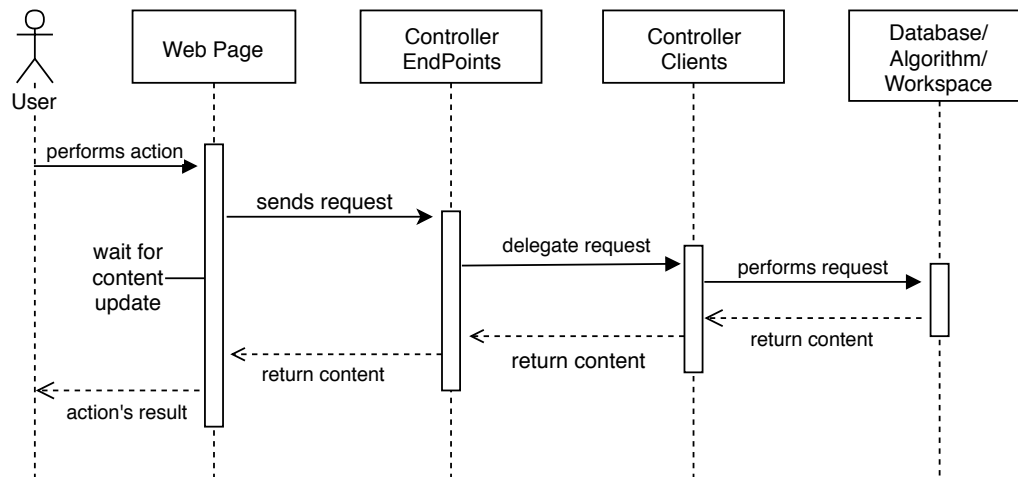 User
Web Page
Controller
EndPoints
Controller
Clients
Database/
Algorithm/
Workspace
performs action
sends request
delegate request
performs request
wait for
content
update
return content
return content
return content
action's result